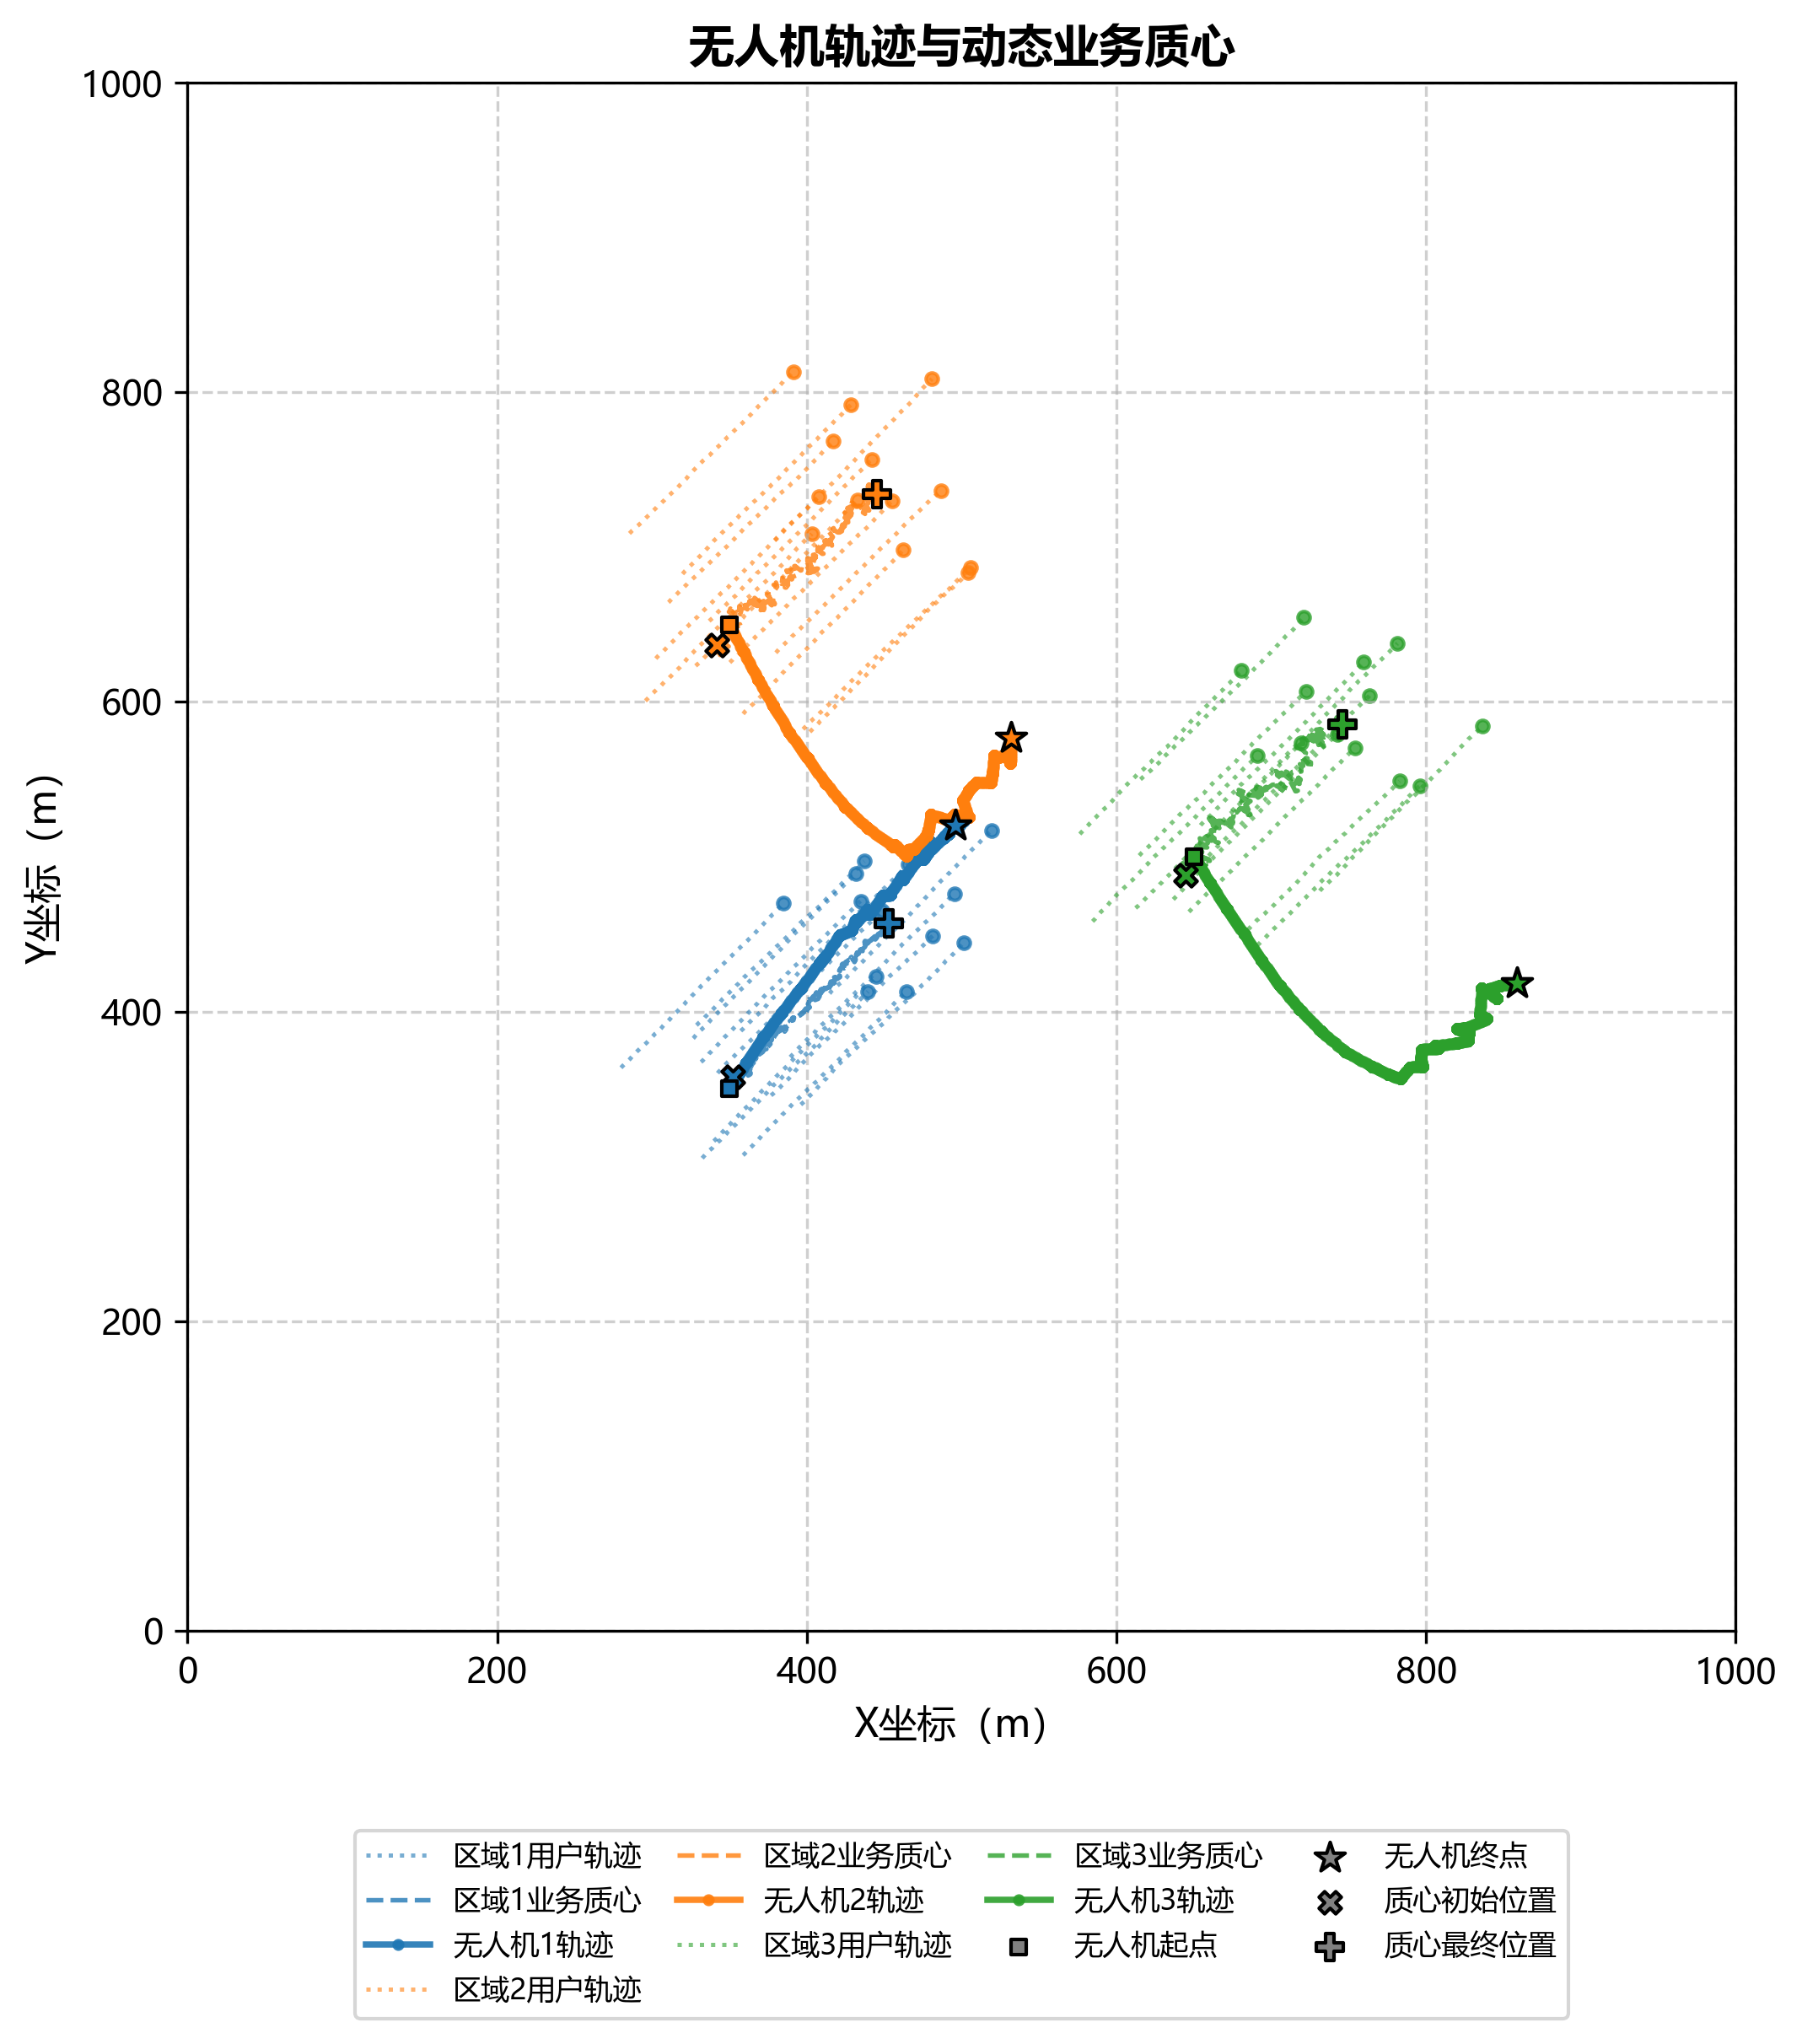 无人机轨迹与动态业务质心
1000
800
600
400
200
0
Y坐标（m）
0 200 400 600 800 1000
X坐标（m）
区域1用户轨迹 区域2业务质心 区域3业务质心 无人机终点
区域1业务质心 无人机2轨迹 无人机3轨迹 质心初始位置
无人机1轨迹 区域3用户轨迹 无人机起点 质心最终位置
区域2用户轨迹